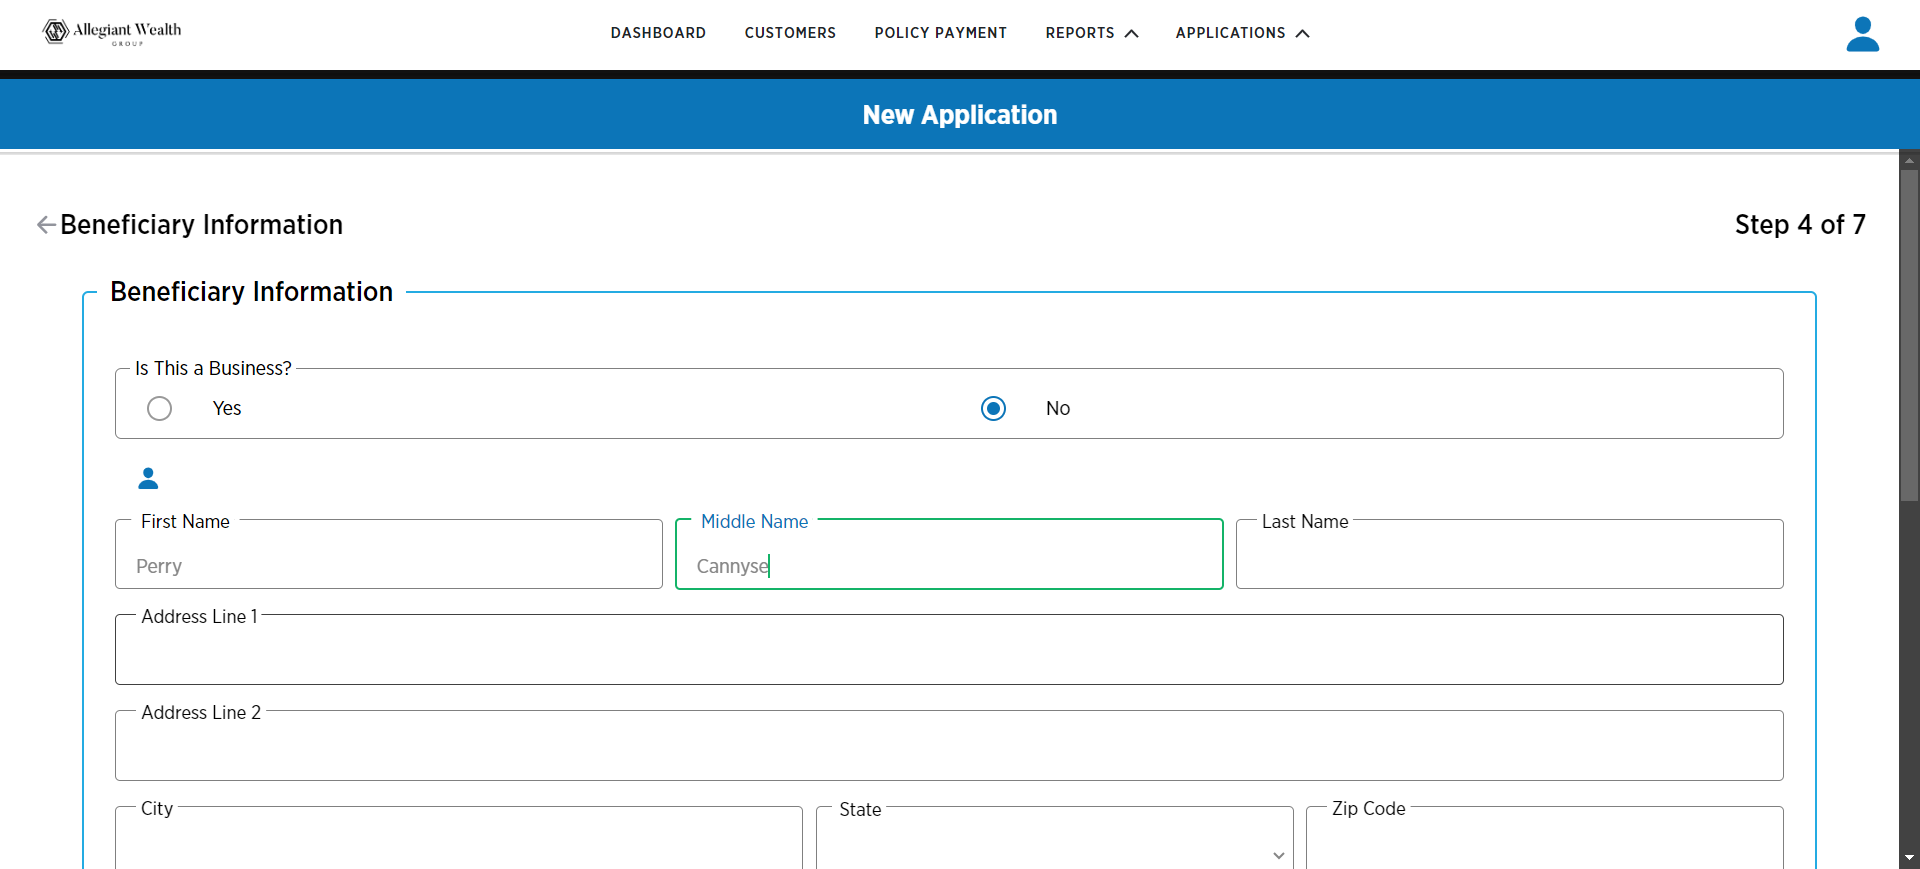 Allegiant Wealth
GROUP
DASHBOARD CUSTOMERS POLICY PAYMENT REPORTS APPLICATIONS
New Application
Beneficiary Information
Step 4 of 7
Beneficiary Information
Is This a Business?
Yes No
First Name Middle Name Last Name
Perry Cannyse
Address Line 1
Address Line 2
City State Zip Code